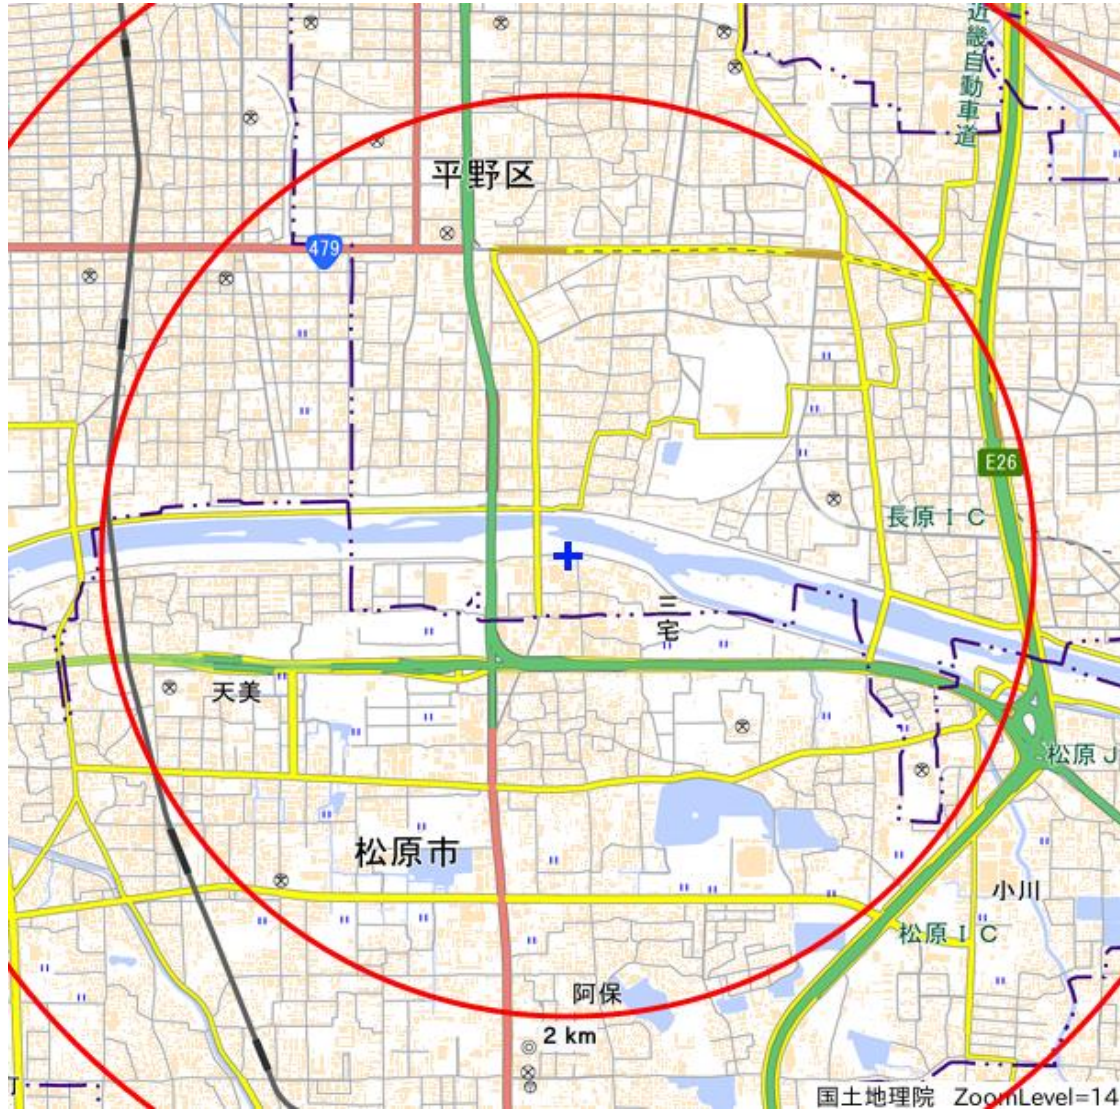 近畿自動車道
平野区
479
E26
長原IC
三宅
天美
松原J
松原市
小川
松原IC
阿保
2 km
国土地理院 ZoomLevel=14